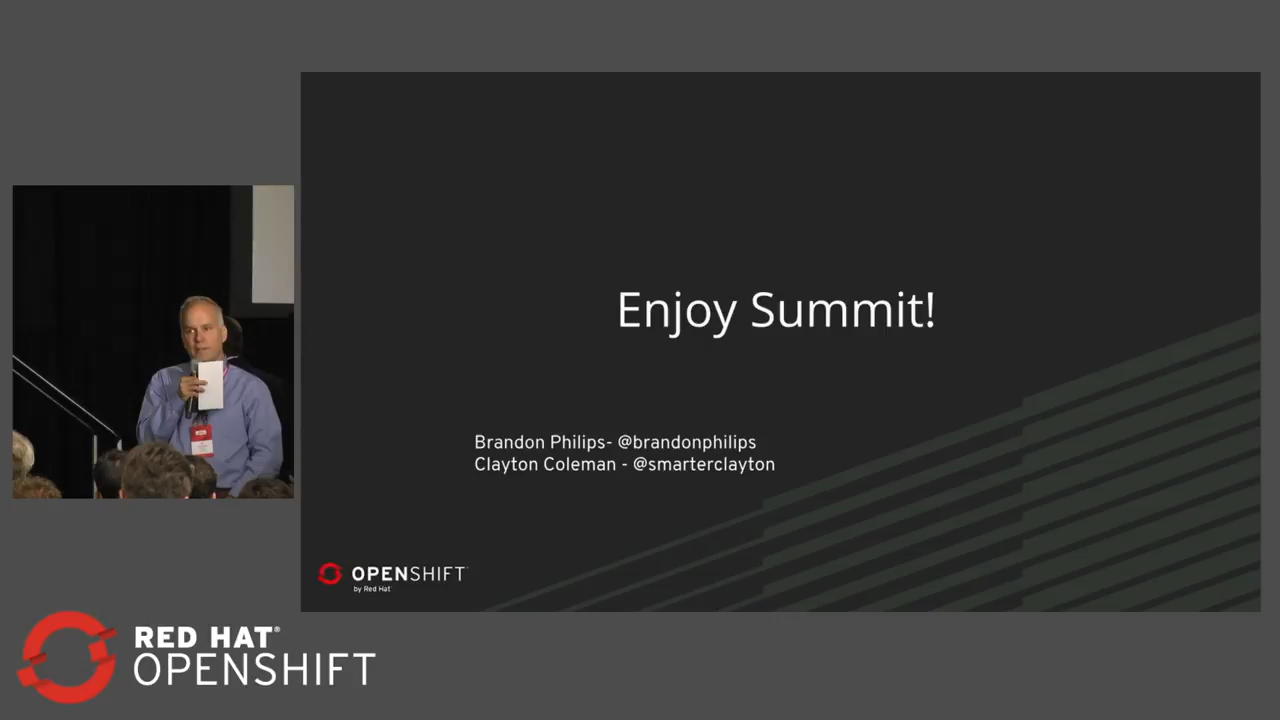 Enjoy Summit!
Brandon Philips- @brandonphilips
Clayton Coleman - @smarterclayton
OPENSHIFT
by Red Hat
RED HAT®
OPENSHIFT